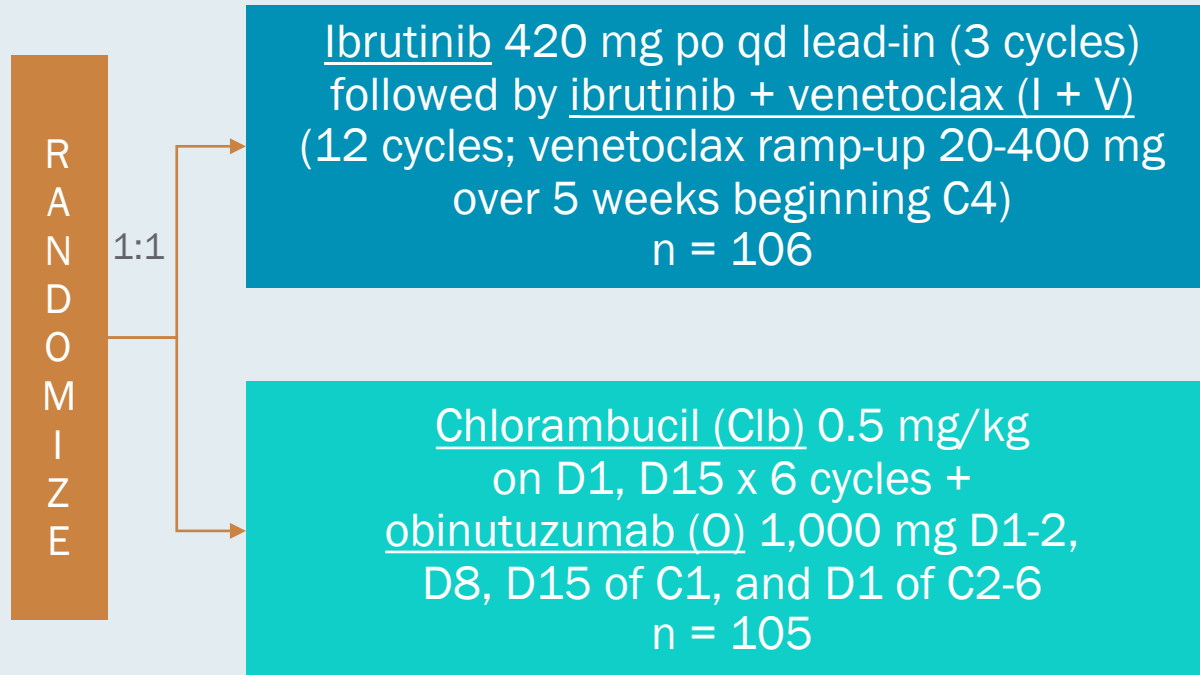 RANDOMIZE
1:1
Ibrutinib 420 mg po qd lead-in (3 cycles)
followed by ibrutinib + venetoclax (I + V)
(12 cycles; venetoclax ramp-up 20-400 mg
over 5 weeks beginning C4)
n = 106
Chlorambucil (Clb) 0.5 mg/kg
on D1, D15 x 6 cycles +
obinutuzumab (O) 1,000 mg D1-2,
D8, D15 of C1, and D1 of C2-6
n = 105